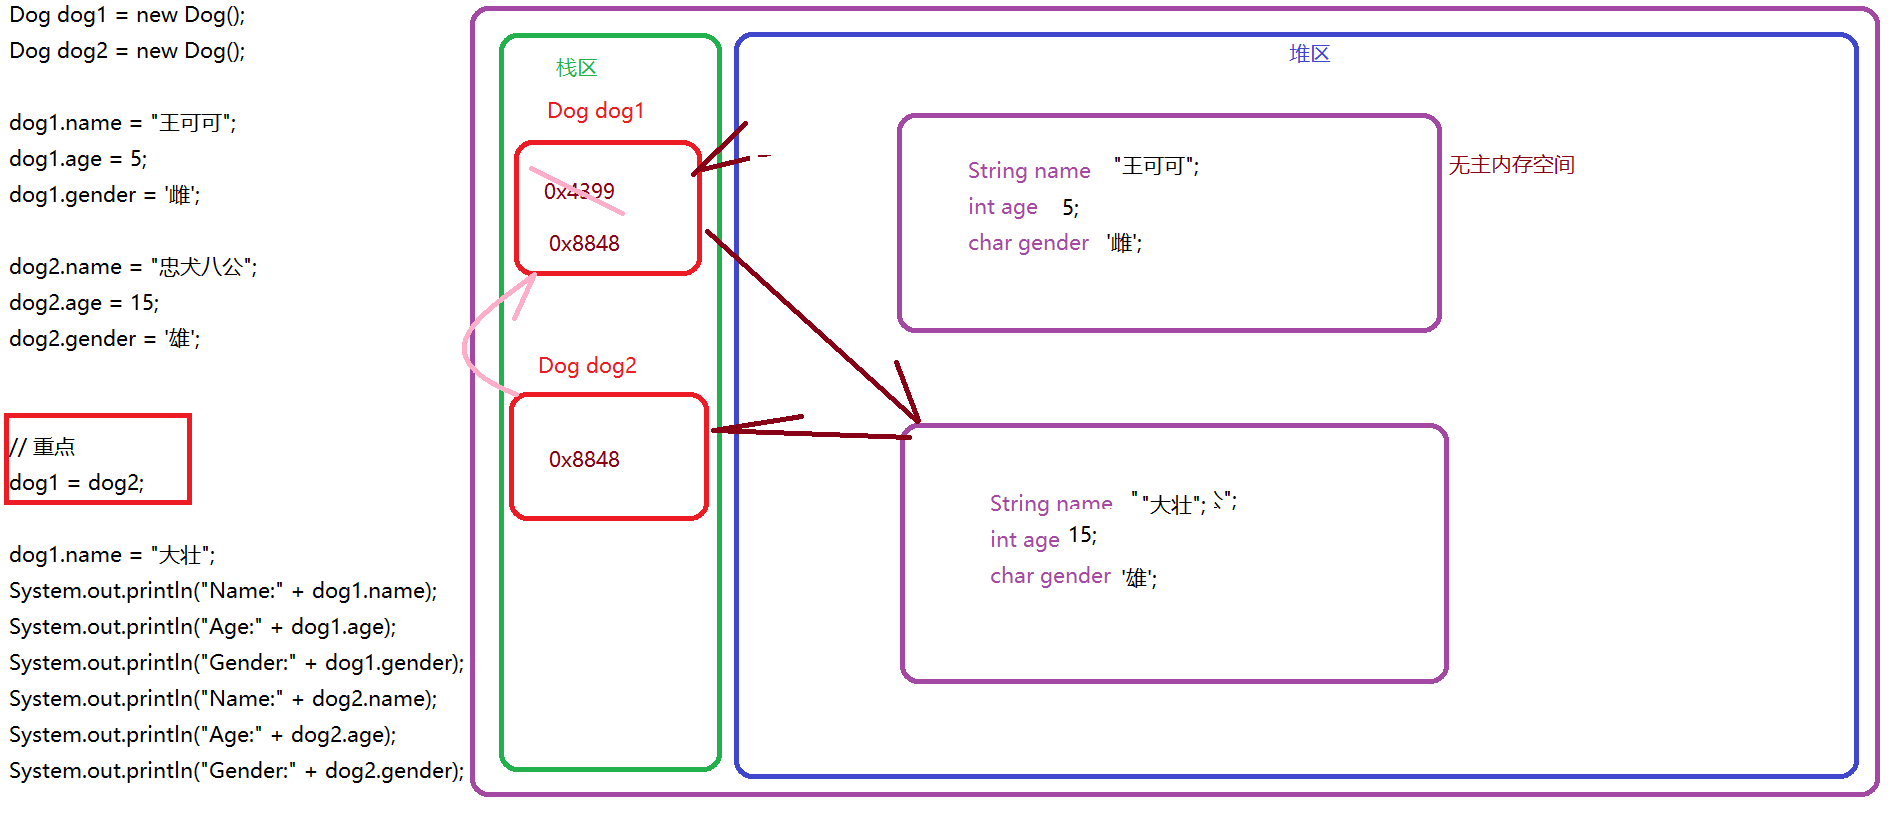 Dog dog1 = new Dog();
Dog dog2 = new Dog();
dog1.name = "王可可";
dog1.age = 5;
dog1.gender = '雌';
dog2.name = "忠犬八公";
dog2.age = 15;
dog2.gender = '雄';
// 重点
dog1 = dog2;
dog1.name = "大壮";
System.out.println("Name:" + dog1.name);
System.out.println("Age:" + dog1.age);
System.out.println("Gender:" + dog1.gender);
System.out.println("Name:" + dog2.name);
System.out.println("Age:" + dog2.age);
System.out.println("Gender:" + dog2.gender);
栈区
Dog dog1
0x4399
0x8848
Dog dog2
0x8848
堆区
String name "王可可";
int age 5;
char gender '雌';
无主内存空间
String name "大壮";
int age 15;
char gender '雄';